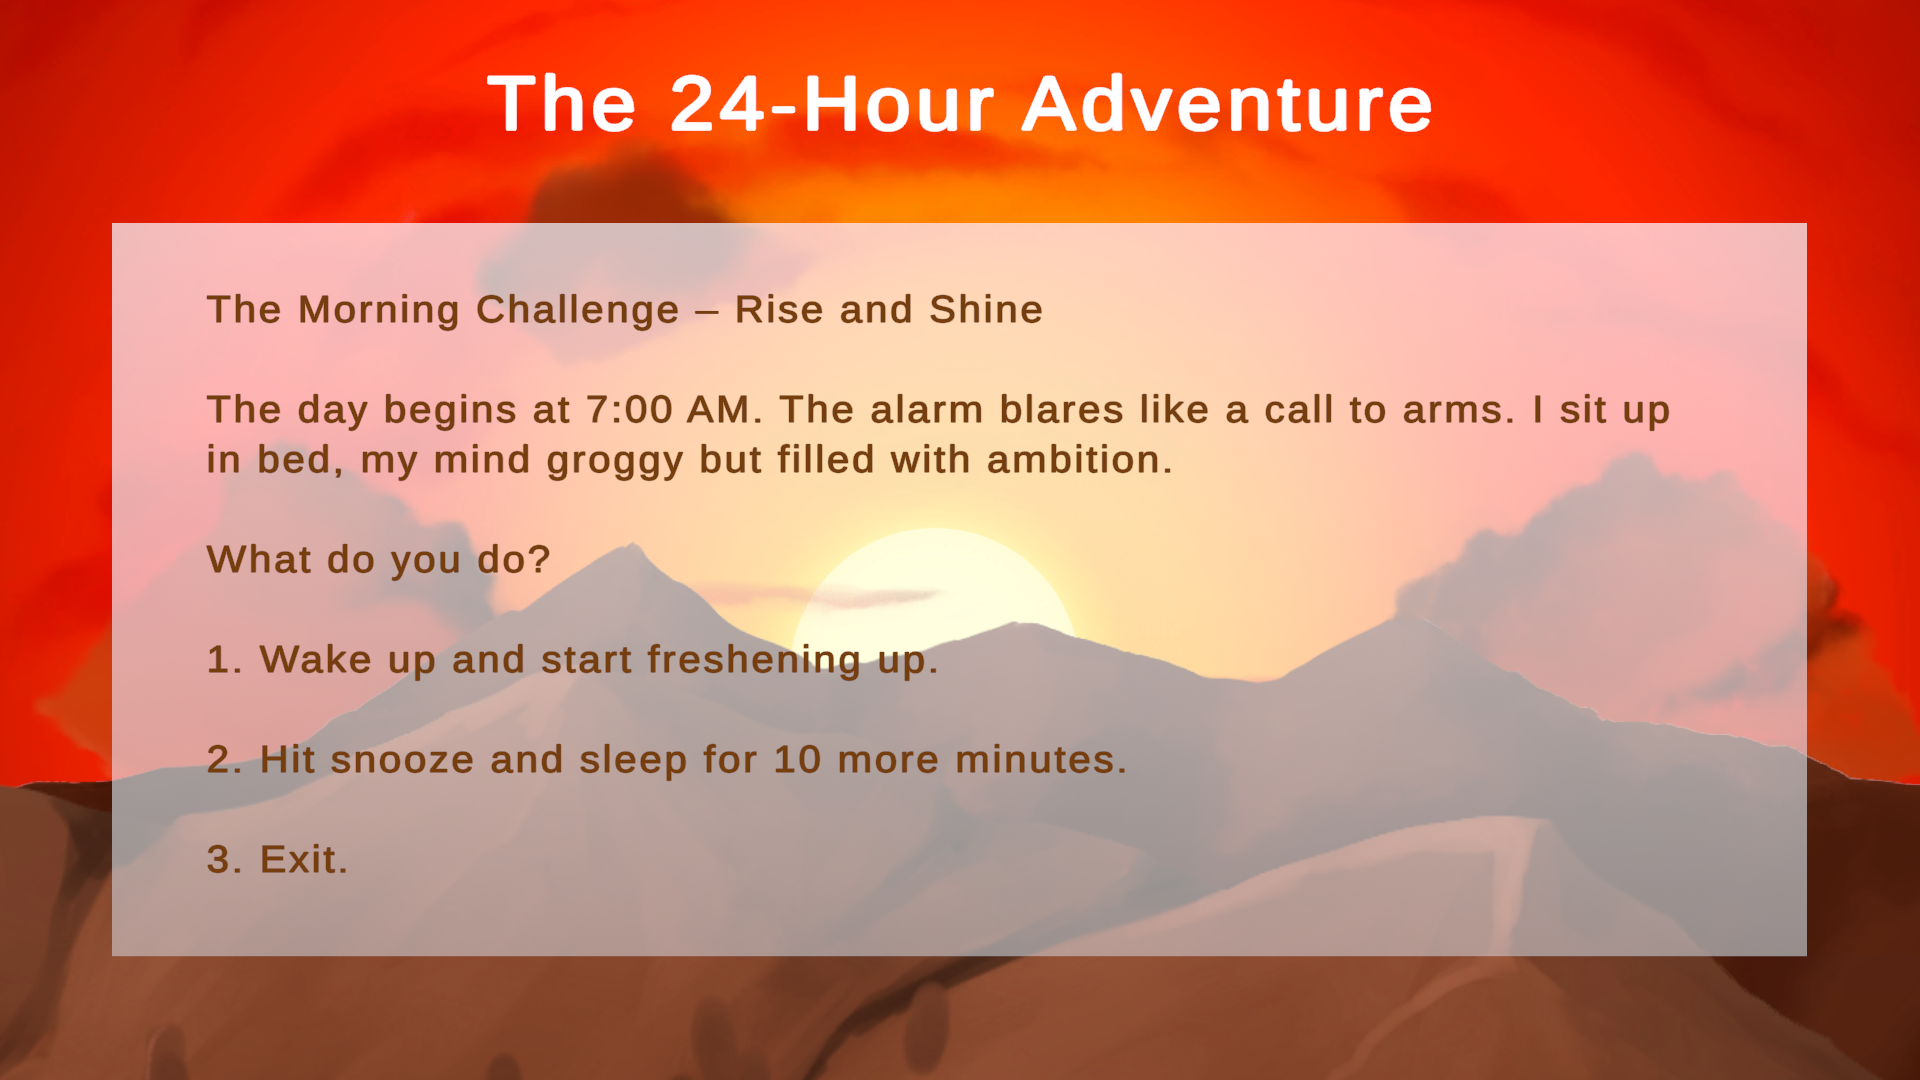 The 24-Hour Adventure
The Morning Challenge – Rise and Shine
The day begins at 7:00 AM. The alarm blares like a call to arms. I sit up
in bed, my mind groggy but filled with ambition.
What do you do?
1. Wake up and start freshening up.
2. Hit snooze and sleep for 10 more minutes.
3. Exit.